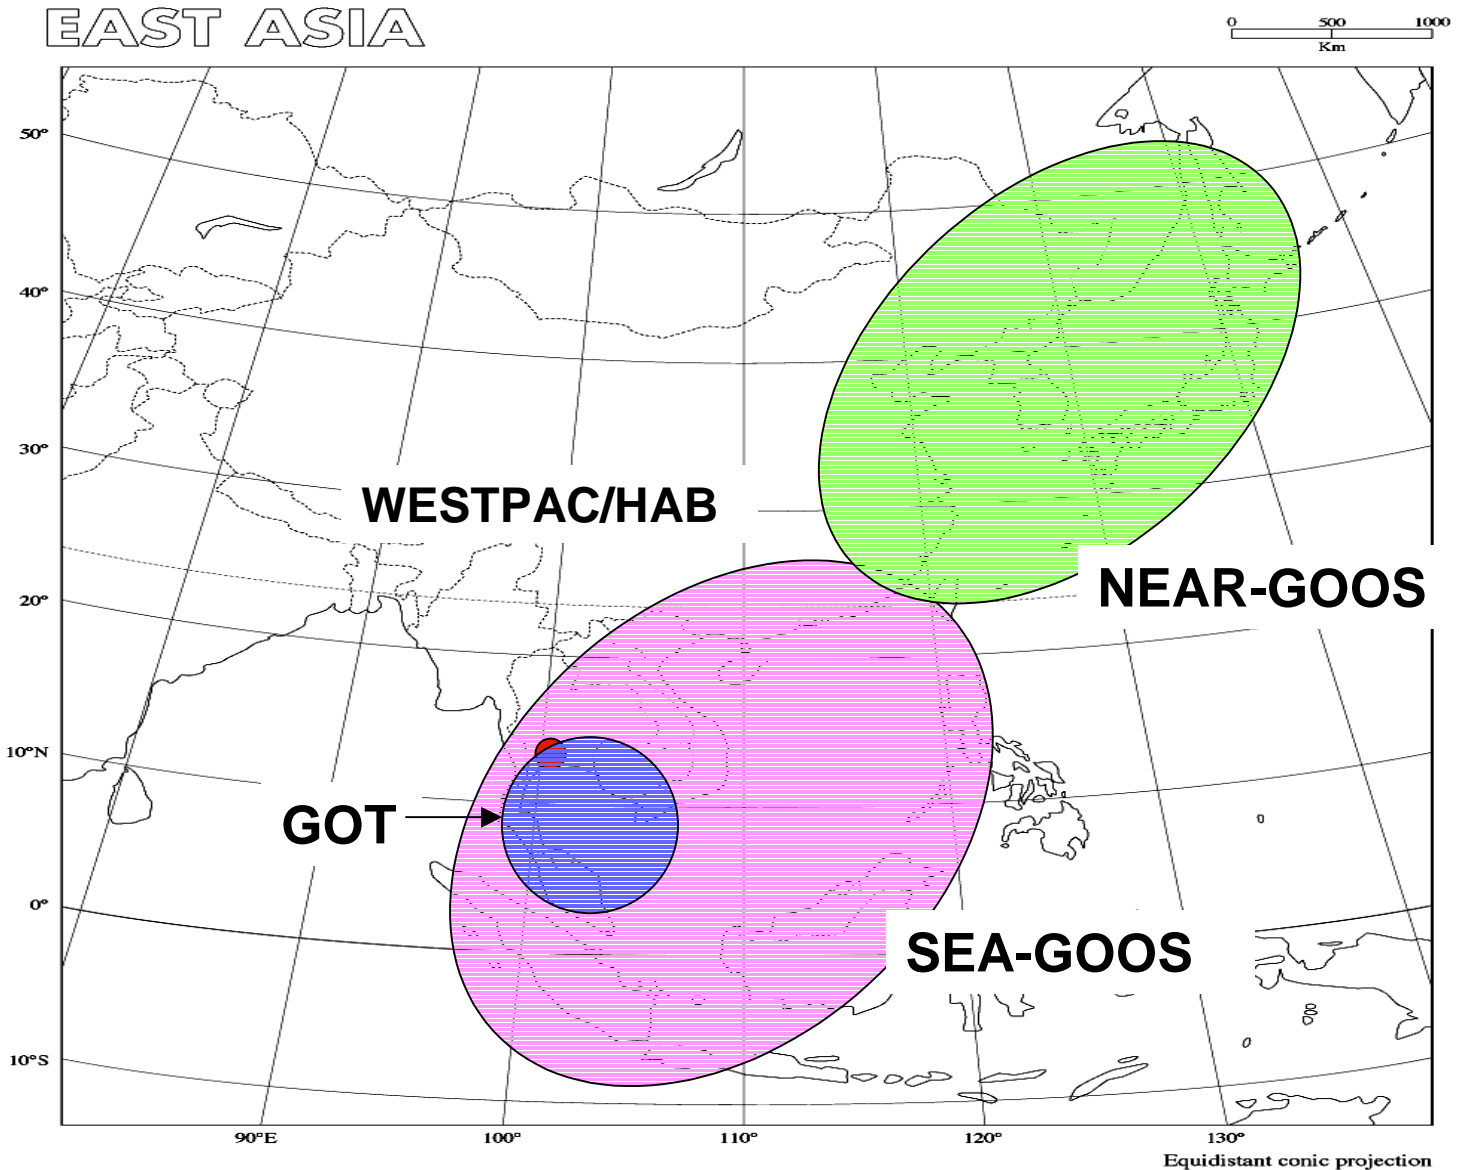 EAST ASIA
0 500 1000
Km
50°
40°
30°
WESTPAC/HAB
NEAR-GOOS
20°
10°N
GOT
0°
SEA-GOOS
10°S
90°E 100° 110° 120° 130°
Equidistant conic projection